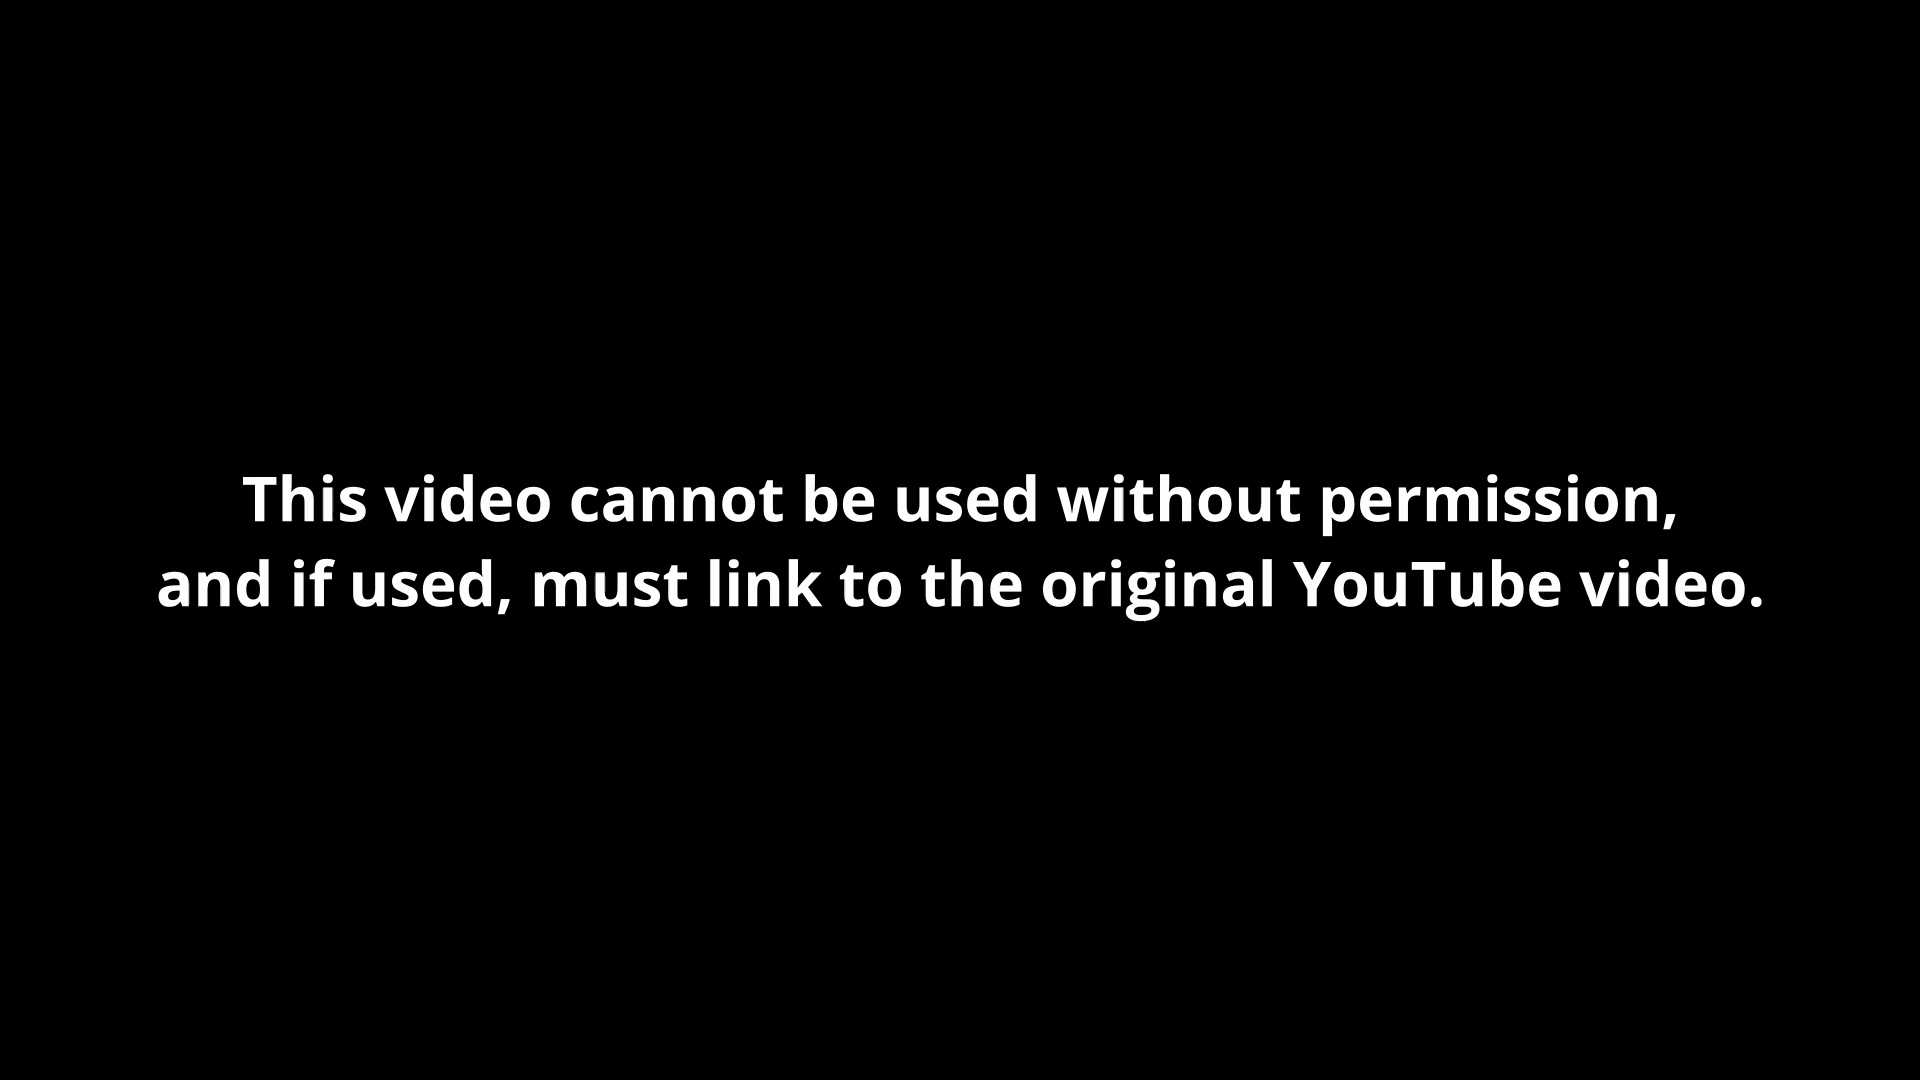 This video cannot be used without permission,
and if used, must link to the original YouTube video.